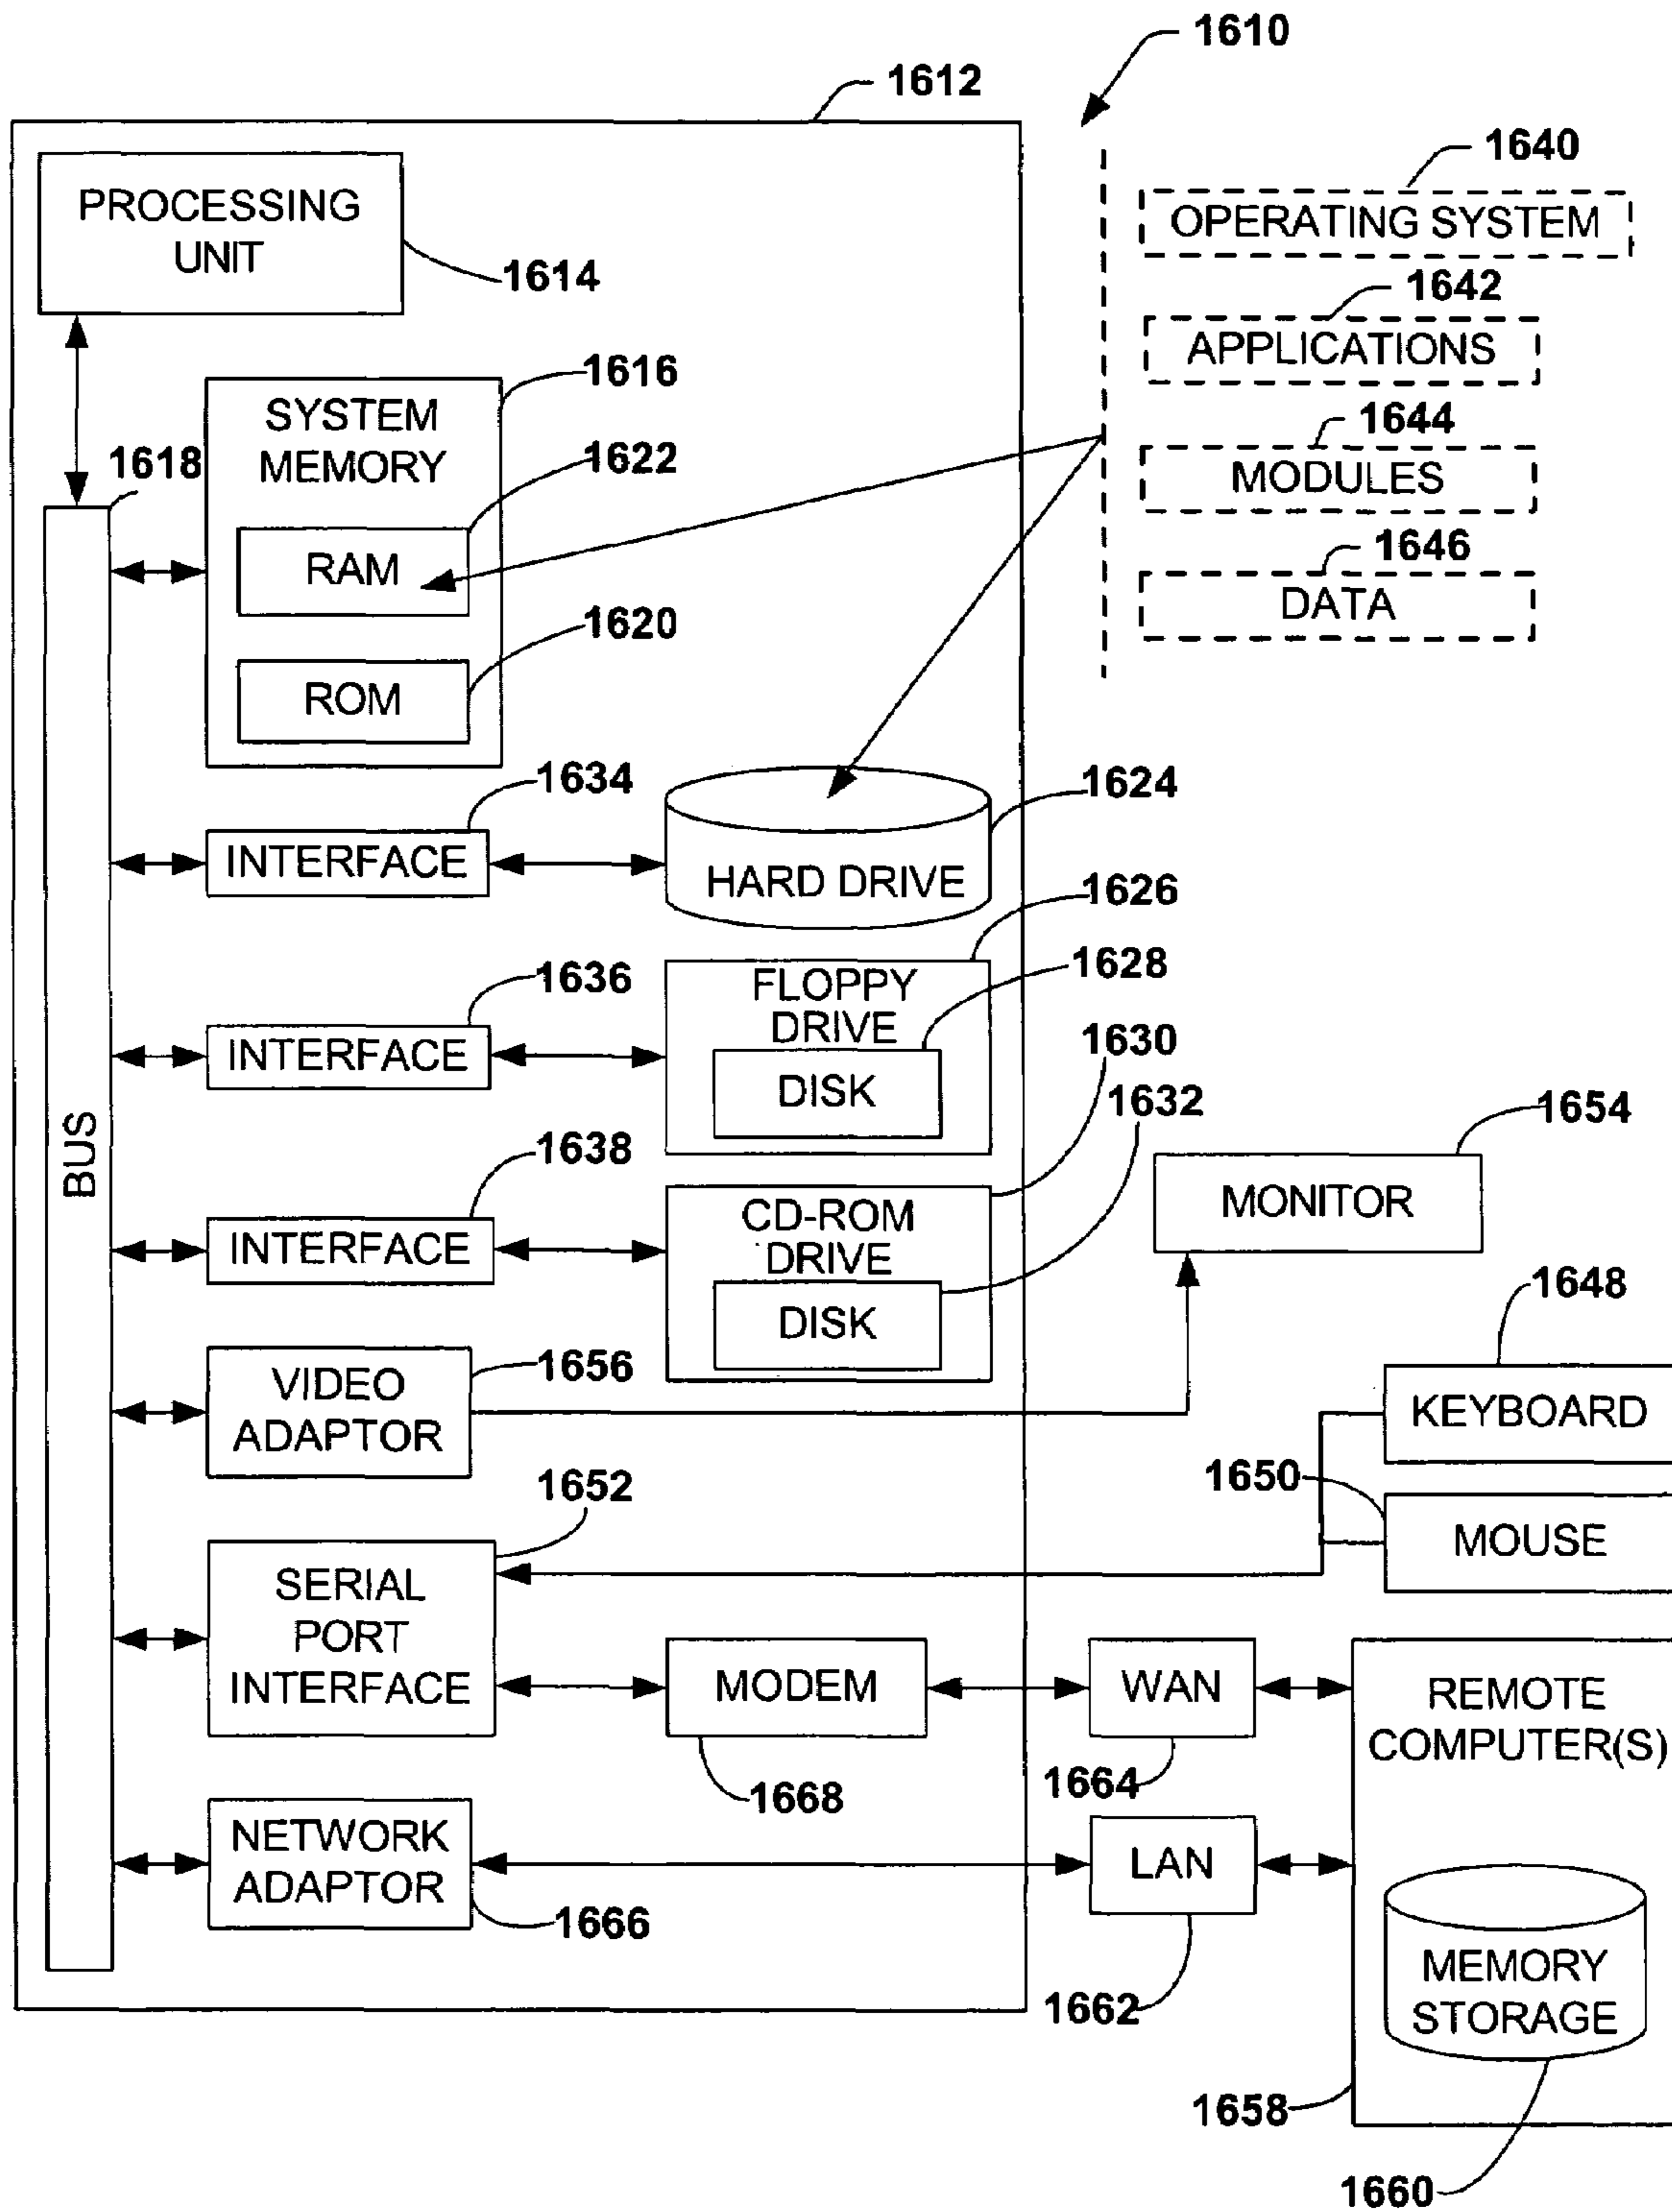 1610
1612
1640
PROCESSING
UNIT
OPERATING SYSTEM
1614
1642
APPLICATIONS
1616
SYSTEM
MEMORY
1644
1618
1622
MODULES
1646
RAM
DATA
1620
ROM
1634
1624
INTERFACE
HARD DRIVE
1626
1636
1628
FLOPPY
DRIVE
INTERFACE
1630
DISK
1632
1654
BUS
1638
MONITOR
CD-ROM
DRIVE
INTERFACE
1648
DISK
1656
VIDEO
ADAPTOR
KEYBOARD
1650
1652
MOUSE
SERIAL
PORT
INTERFACE
MODEM
WAN
REMOTE
COMPUTER(S)
1668
1664
NETWORK
ADAPTOR
LAN
1666
MEMORY
STORAGE
1662
1658
1660